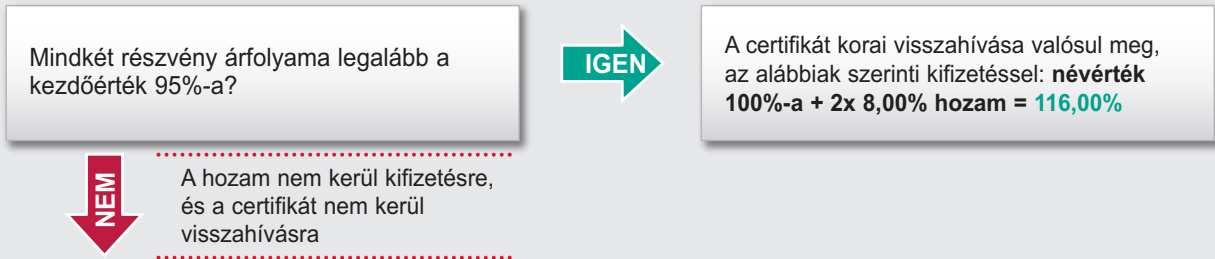 Mindkét részvény árfolyama legalább a
kezdőérték 95%-a?
IGEN
A certifikát korai visszahívása valósul meg,
az alábbiak szerinti kifizetéssel: névérték
100%-a + 2x 8,00% hozam = 116,00%
NEM
A hozam nem kerül kifizetésre,
és a certifikát nem kerül
visszahívásra